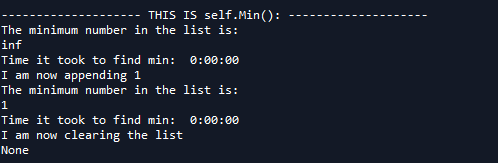 -------------------- THIS IS self.Min(): --------------------
The minimum number in the list is:
inf
Time it took to find min:  0:00:00
I am now appending 1
The minimum number in the list is:
1
Time it took to find min:  0:00:00
I am now clearing the list
None